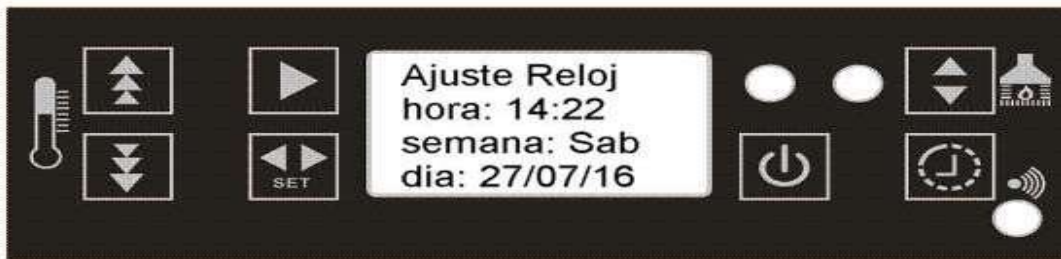 Ajuste Reloj
hora: 14:22
semana: Sab
dia: 27/07/16
SET